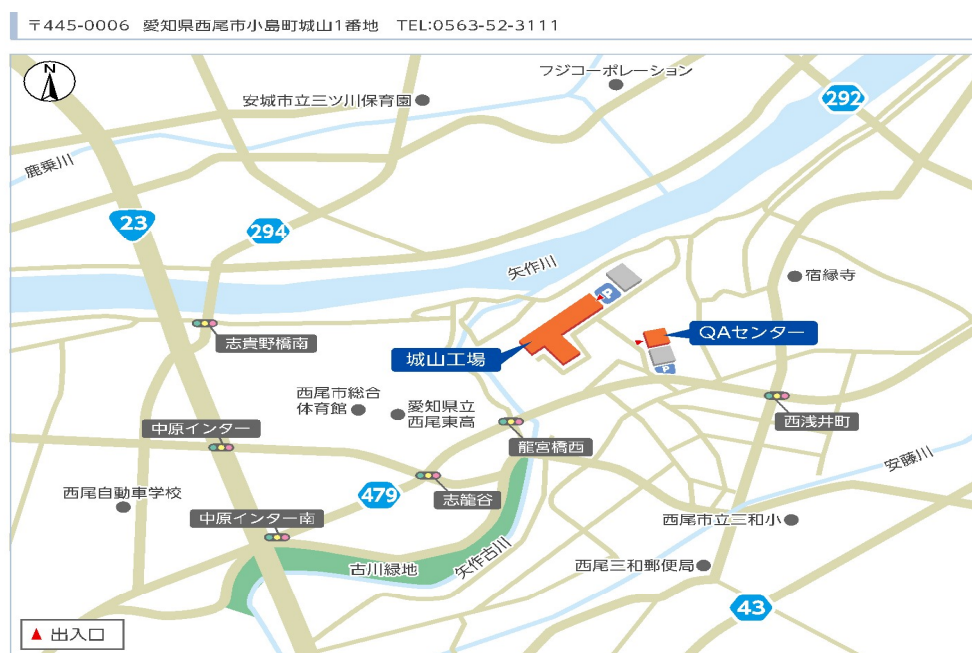 〒445-0006 愛知県西尾市小島町城山1番地 TEL:0563-52-3111
N
フジコーポレーション
安城市立三ツ川保育園
292
鹿乗川
23
294
矢作川
宿縁寺
志貴野橋南
QAセンター
城山工場
P
P
西尾市総合
体育館
愛知県立
西尾東高
西浅井町
中原インター
龍宮橋西
安藤川
西尾自動車学校
479
志籠谷
中原インター南
西尾市立三和小
矢作古川
古川緑地
西尾三和郵便局
43
出入口